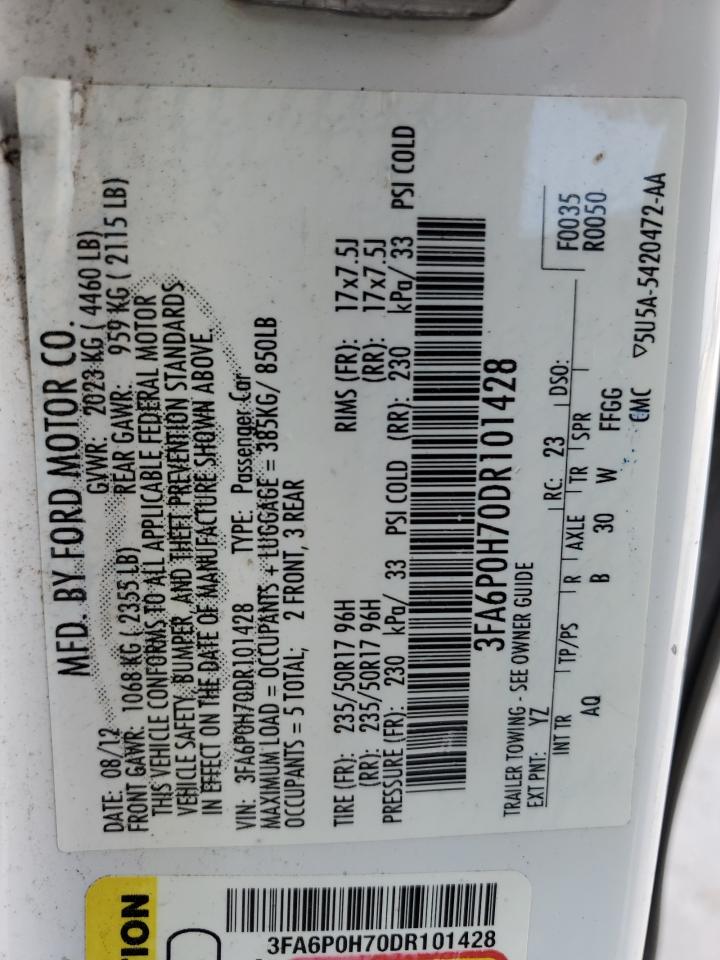 MFD. BY FORD MOTOR CO.
DATE: 08/12 GVWR: 2023 KG ( 4460 LB)
FRONT GAWR: 1068 KG ( 2355 LB) REAR GAWR: 959 KG ( 2115 LB)
THIS VEHICLE CONFORMS TO ALL APPLICABLE FEDERAL MOTOR
VEHICLE SAFETY, BUMPER, AND THEFT PREVENTION STANDARDS
IN EFFECT ON THE DATE OF MANUFACTURE SHOWN ABOVE.
VIN: 3FA6P0H70DR101428 TYPE: Passenger Car
MAXIMUM LOAD = OCCUPANTS + LUGGAGE = 385KG/ 850LB
OCCUPANTS = 5 TOTAL; 2 FRONT, 3 REAR
TIRE (FR): 235/50R17 96H RIMS (FR): 17x7.5J
(RR): 235/50R17 96H (RR): 17x7.5J
PRESSURE (FR): 230 kPa/ 33 PSI COLD (RR): 230 kPa/ 33 PSI COLD
3FA6P0H70DR101428
TRAILER TOWING - SEE OWNER GUIDE
F0035
R0050
EXT PNT: YZ RC: 23 DSO:
INT TR TP/PS R AXLE TR SPR
AQ B 30 W FFGG
CMC ▽5U5A-5420472-AA
TION
3FA6P0H70DR101428